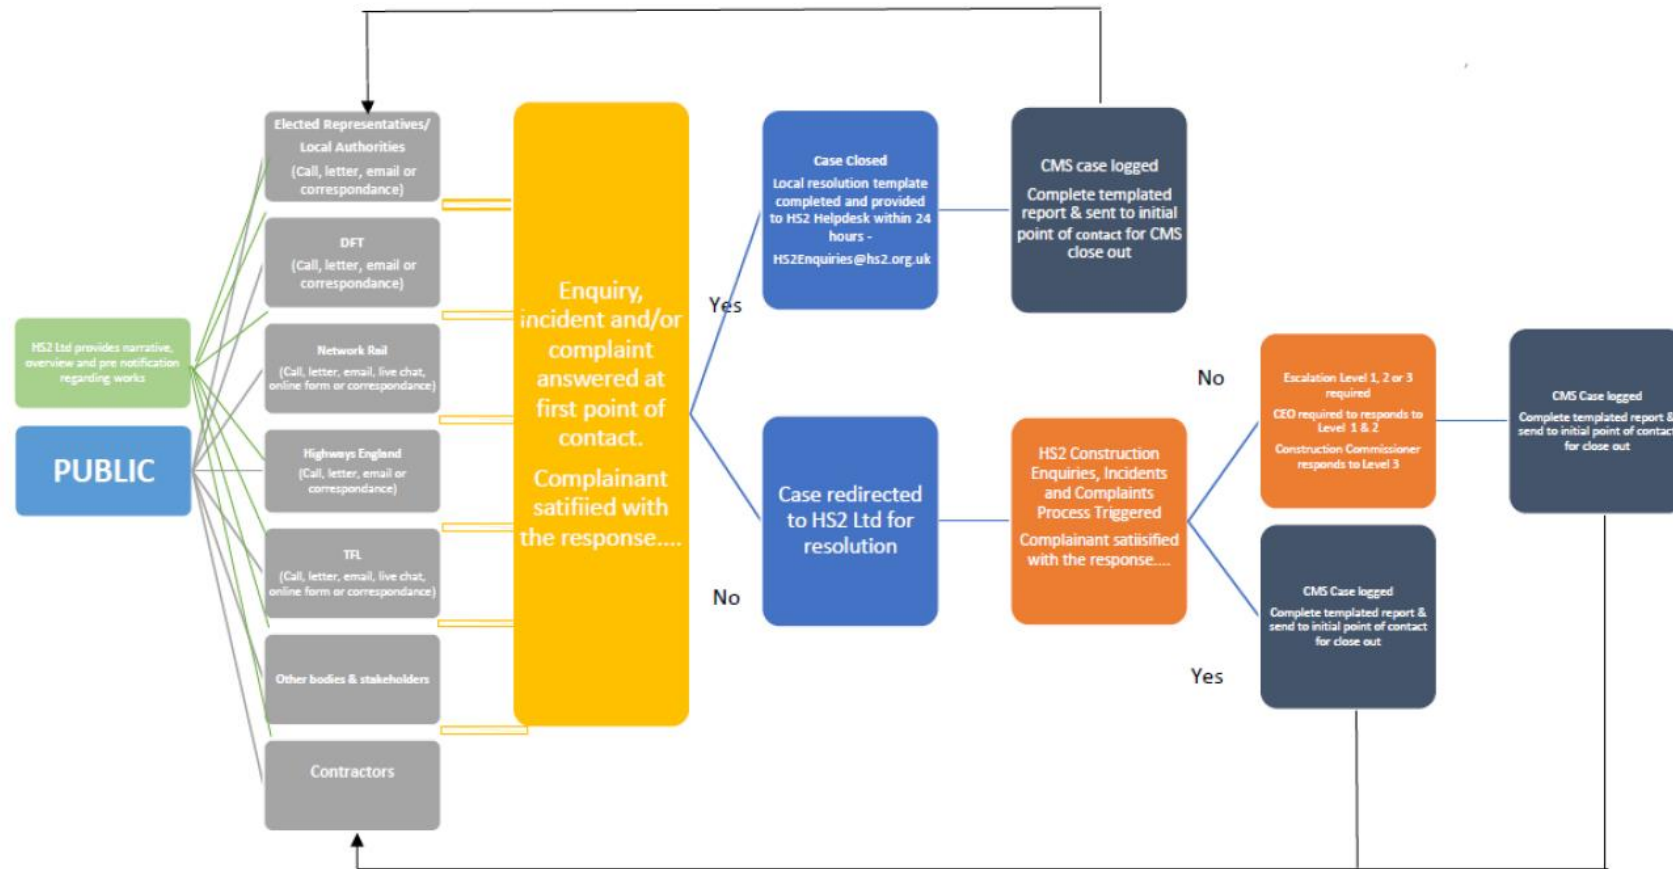 HS2 Ltd provides narrative,
overview and pre notification
regarding works
PUBLIC
Elected Representatives/
Local Authorities
(Call, letter, email or
correspondance)
DFT
(Call, letter, email or
correspondance)
Network Rail
(Call, letter, email, live chat,
online form or correspondance)
Highways England
(Call, letter, email or
correspondance)
TFL
(Call, letter, email, live chat,
online form or correspondance)
Other bodies & stakeholders
Contractors
Enquiry,
incident and/or
complaint
answered at
first point of
contact.
Complainant
satifiied with
the response....
Yes
No
Case Closed
Local resolution template
completed and provided
to HS2 Helpdesk within 24
hours -
HS2Enquiries@hs2.org.uk
CMS case logged
Complete templated
report & sent to initial
point of contact for CMS
close out
Case redirected
to HS2 Ltd for
resolution
HS2 Construction
Enquiries, Incidents
and Complaints
Process Triggered
Complainant satiisified
with the response....
No
Yes
Escalation Level 1, 2 or 3
required
CEO required to responds to
Level 1 & 2
Construction Commissioner
responds to Level 3
CMS Case logged
Complete templated report &
send to initial point of contact
for close out
CMS Case logged
Complete templated report &
send to initial point of contact
for close out